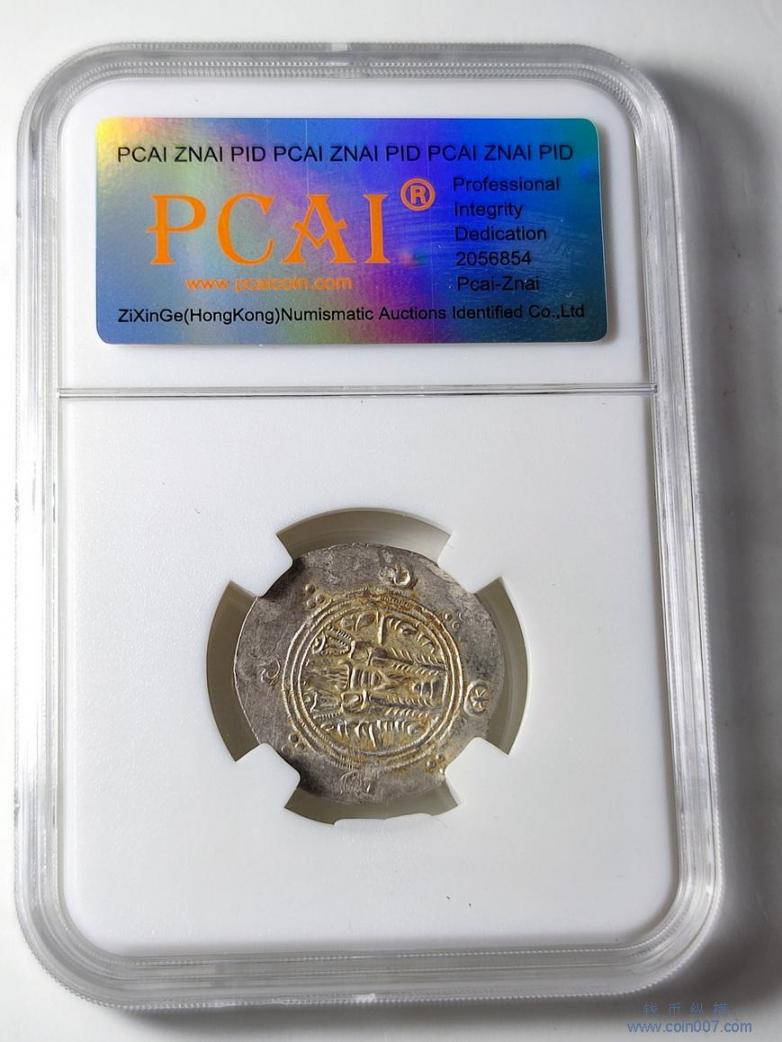 PCAI ZNAI PID PCAI ZNAI PID PCAI ZNAI PID
PCAI®
Professional
Integrity
Dedication
2056854
Pcai-Znai
www.pcaicoin.com
ZiXinGe(HongKong)Numismatic Auctions Identified Co.,Ltd
钱币纵横
www.coin007.com